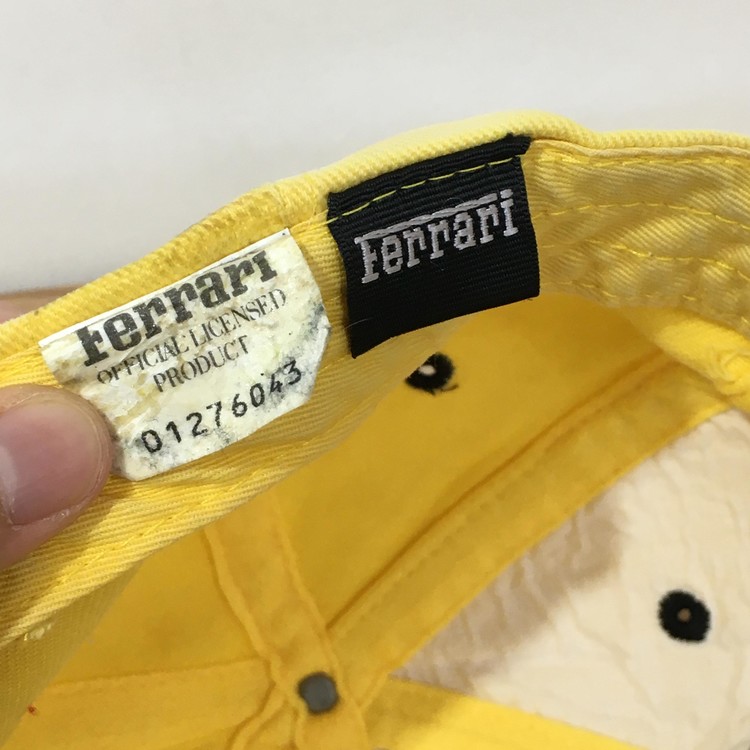 Ferrari
OFFICIAL LICENSED
PRODUCT
01276043
Ferrari